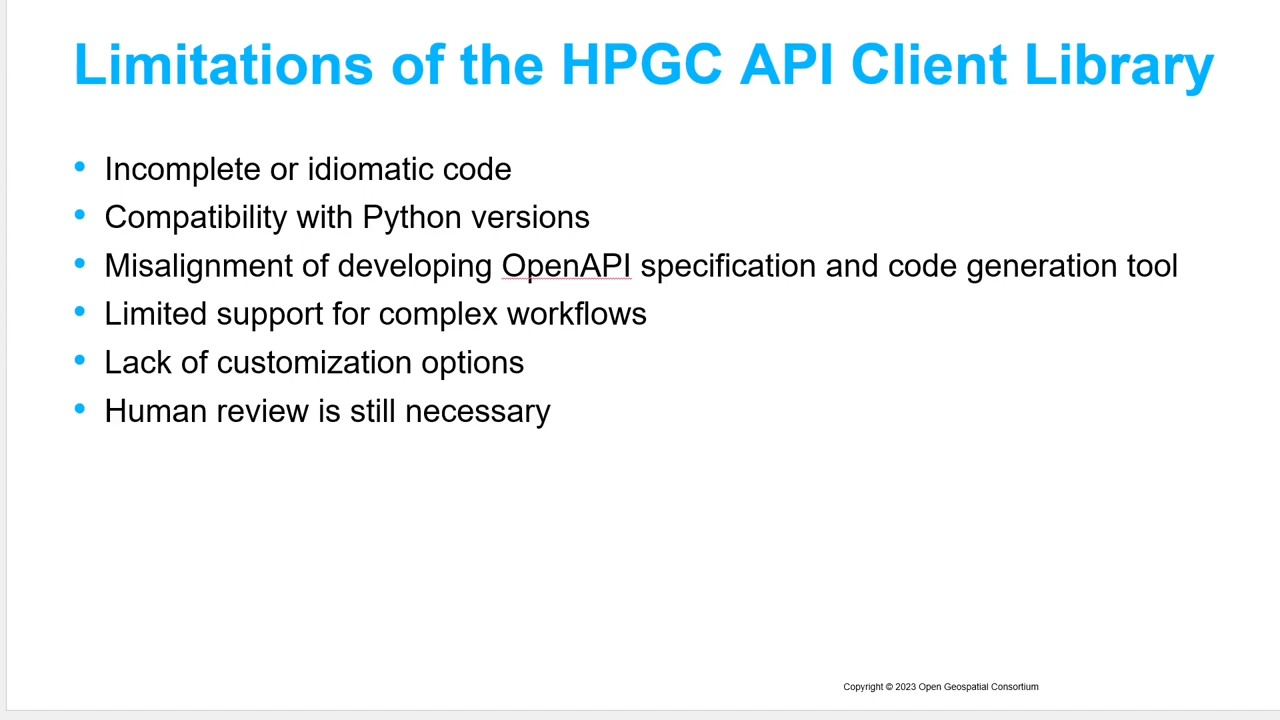 Limitations of the HPGC API Client Library
• Incomplete or idiomatic code
• Compatibility with Python versions
• Misalignment of developing OpenAPI specification and code generation tool
• Limited support for complex workflows
• Lack of customization options
• Human review is still necessary
Copyright © 2023 Open Geospatial Consortium